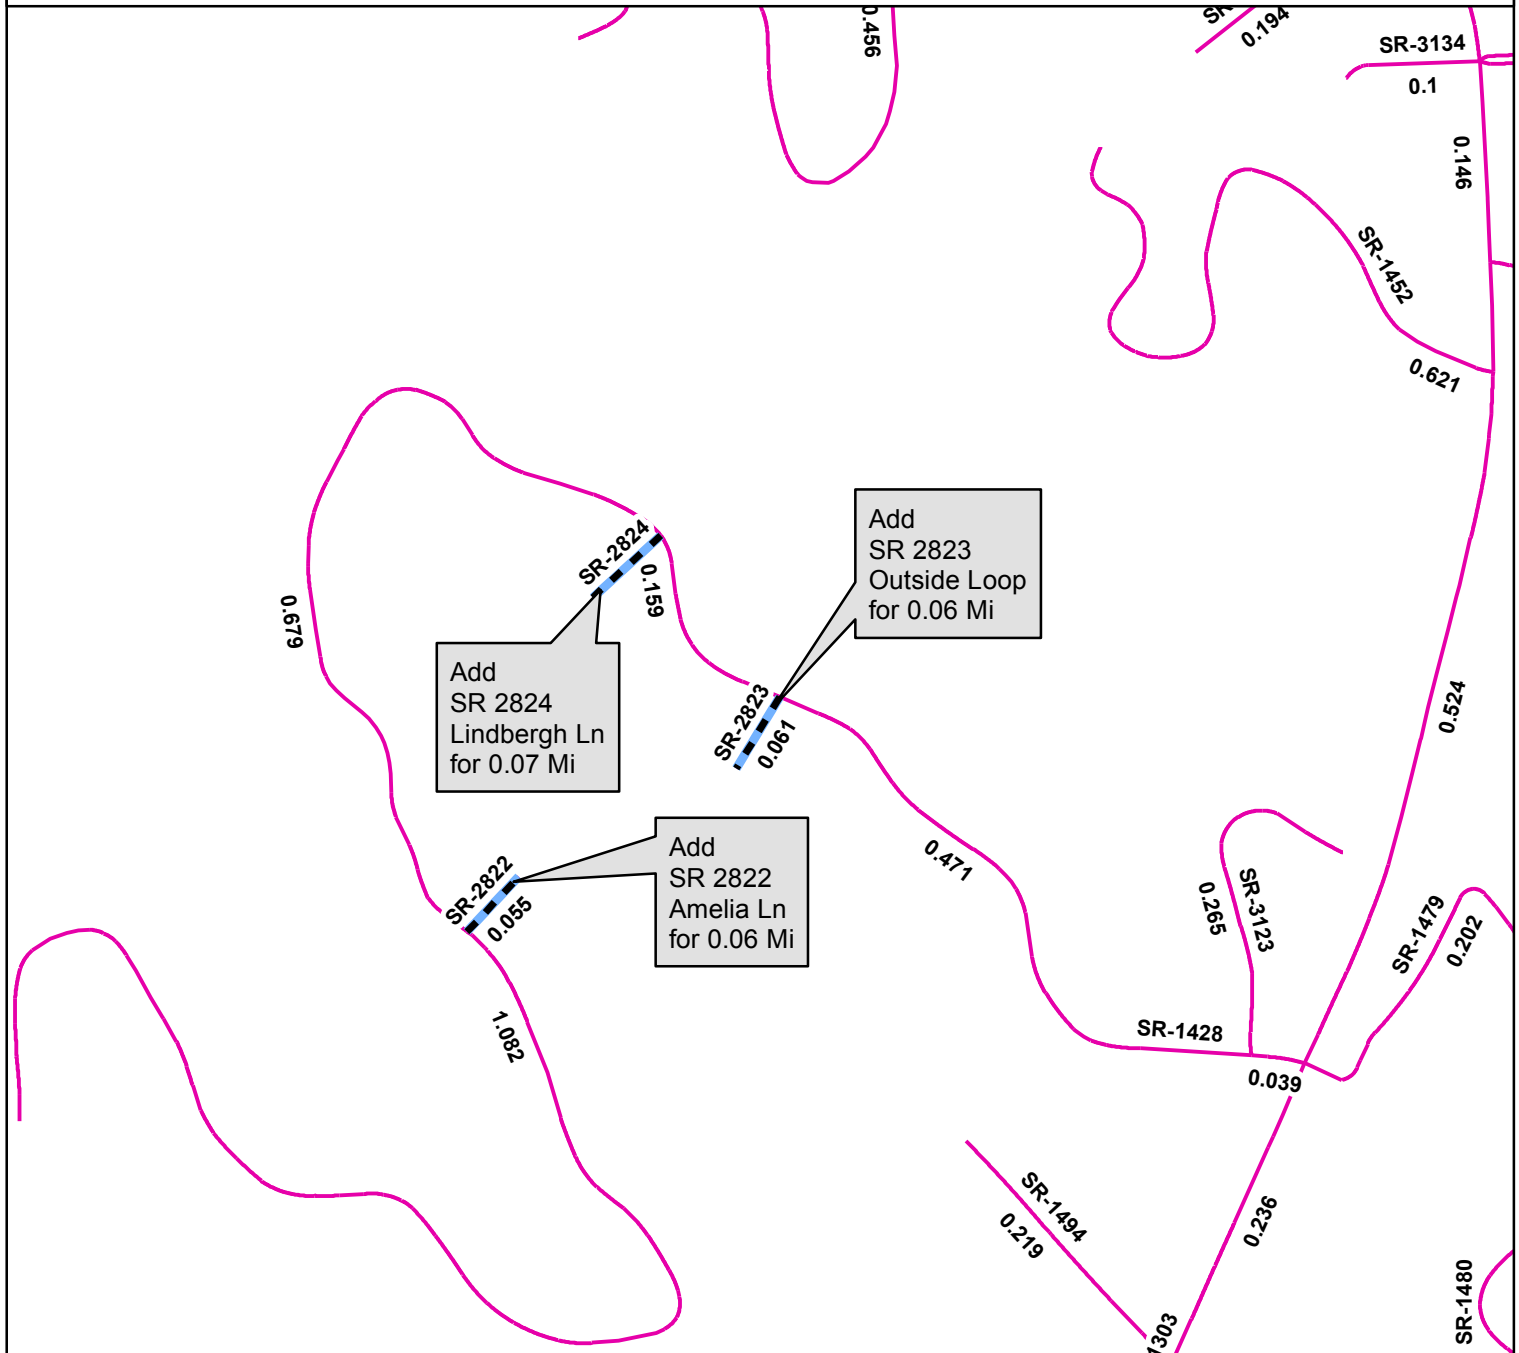 0.456
SR
0.194
SR-3134
0.1
0.146
SR-1452
0.621
Add
SR 2823
Outside Loop
for 0.06 Mi
SR-2824
0.159
0.679
Add
SR 2824
Lindbergh Ln
for 0.07 Mi
SR-2823
0.061
0.524
Add
SR 2822
Amelia Ln
for 0.06 Mi
SR-2822
0.055
0.471
SR-3123
0.265
SR-1479
0.202
1.082
SR-1428
0.039
SR-1494
0.219
0.236
1303
SR-1480